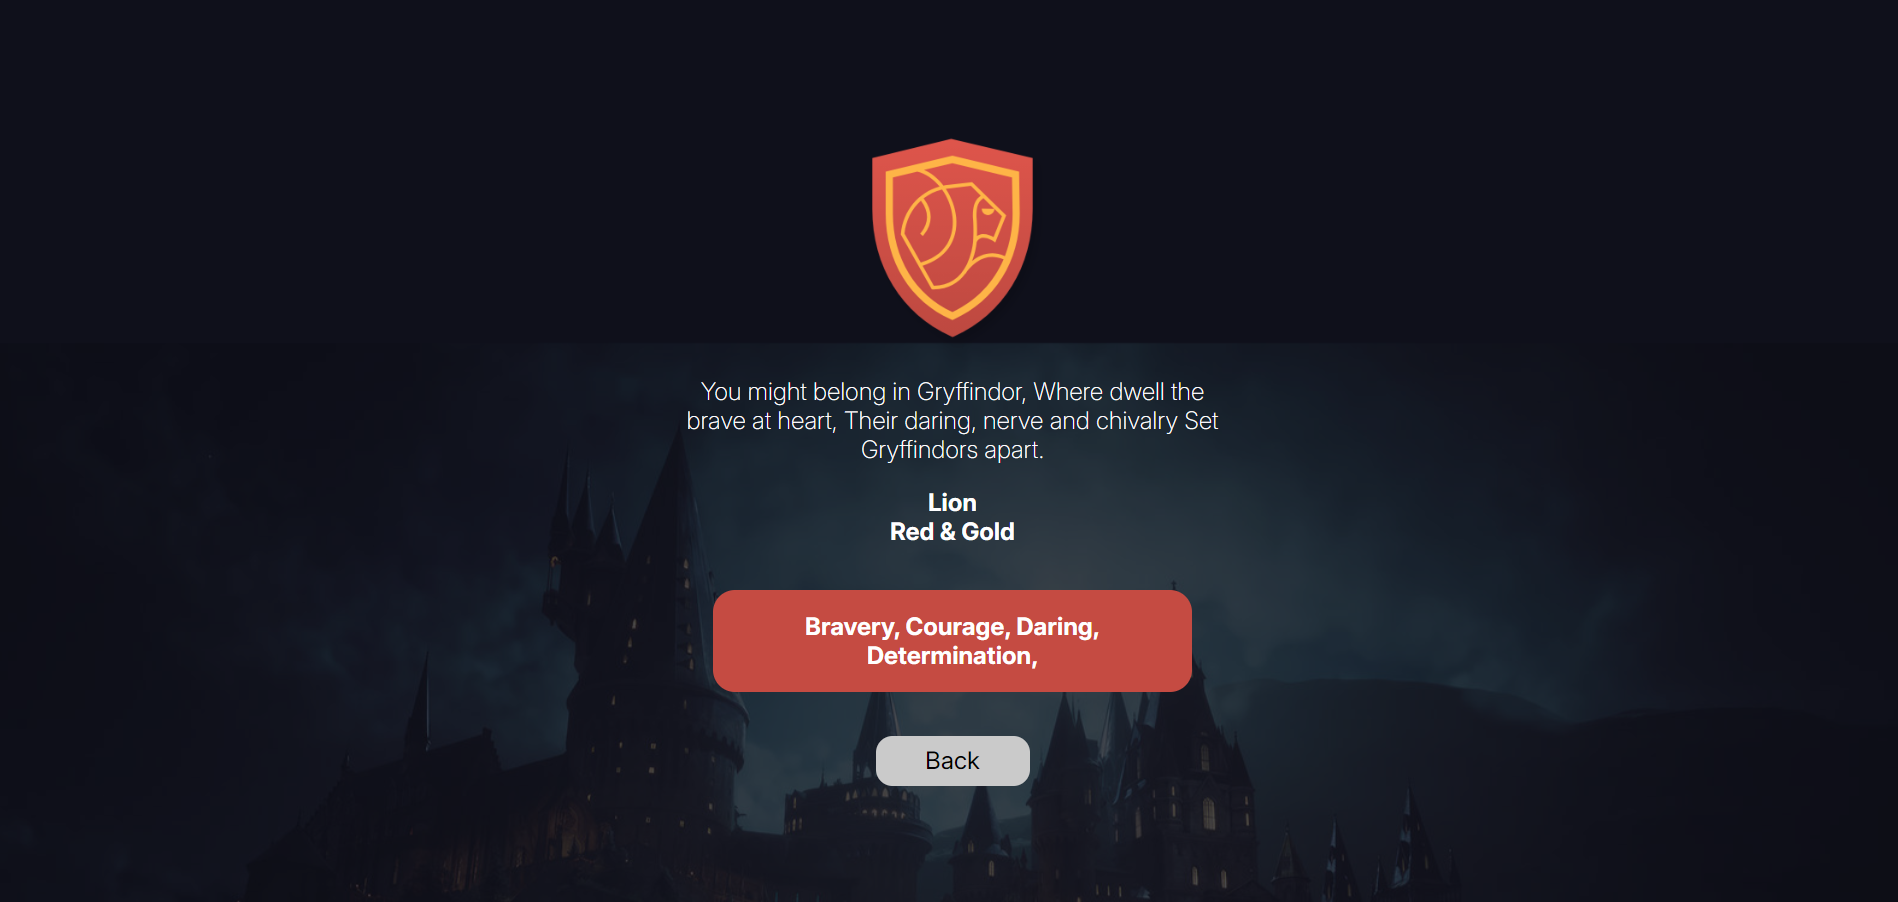 You might belong in Gryffindor, Where dwell the
brave at heart, Their daring, nerve and chivalry Set
Gryffindors apart.
Lion
Red & Gold
Bravery, Courage, Daring,
Determination,
Back